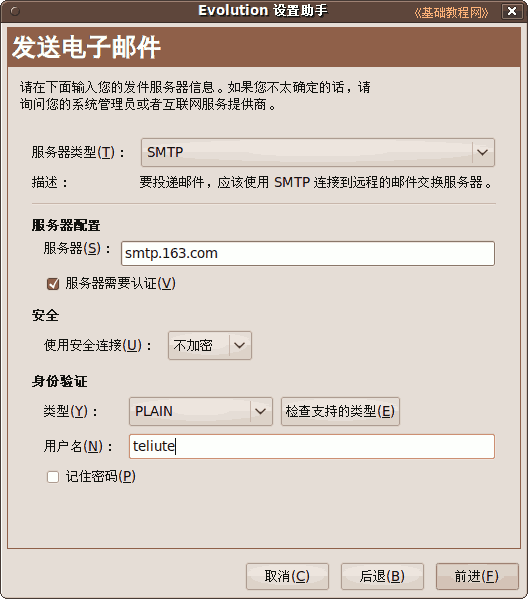 Evolution 设置助手
《基础教程网》
发送电子邮件
请在下面输入您的发件服务器信息。如果您不太确定的话，请
询问您的系统管理员或者互联网服务提供商。
服务器类型(T)： SMTP
描述： 要投递邮件，应该使用 SMTP 连接到远程的邮件交换服务器。
服务器配置
服务器(S)： smtp.163.com
服务器需要认证(V)
安全
使用安全连接(U)： 不加密
身份验证
类型(Y)： PLAIN 检查支持的类型(E)
用户名(N)： teliute
记住密码(P)
取消(C) 后退(B) 前进(F)